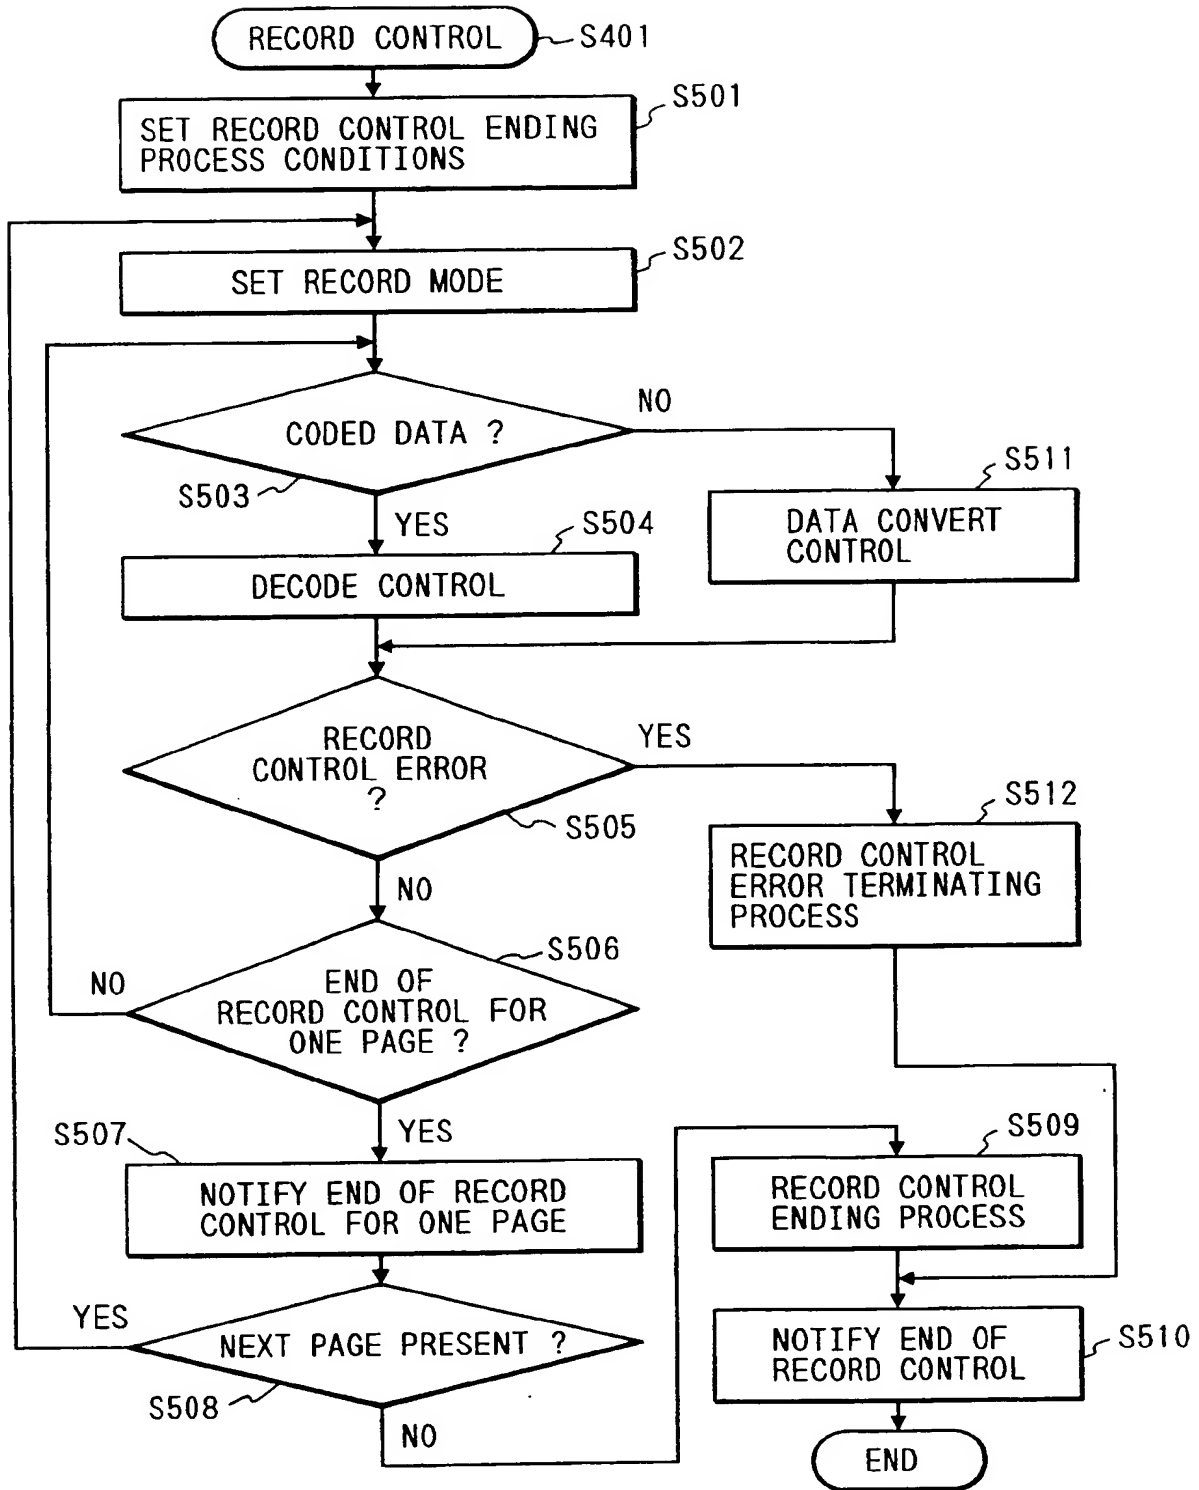 RECORD CONTROL
S401
S501
SET RECORD CONTROL ENDING
PROCESS CONDITIONS
S502
SET RECORD MODE
CODED DATA ?
NO
S503
YES
S511
DATA CONVERT
CONTROL
S504
DECODE CONTROL
RECORD
CONTROL ERROR
?
YES
S505
NO
S512
RECORD CONTROL
ERROR TERMINATING
PROCESS
S506
NO
END OF
RECORD CONTROL FOR
ONE PAGE ?
YES
S507
NOTIFY END OF RECORD
CONTROL FOR ONE PAGE
S509
RECORD CONTROL
ENDING PROCESS
YES
NEXT PAGE PRESENT ?
S508
NO
NOTIFY END OF
RECORD CONTROL
S510
END